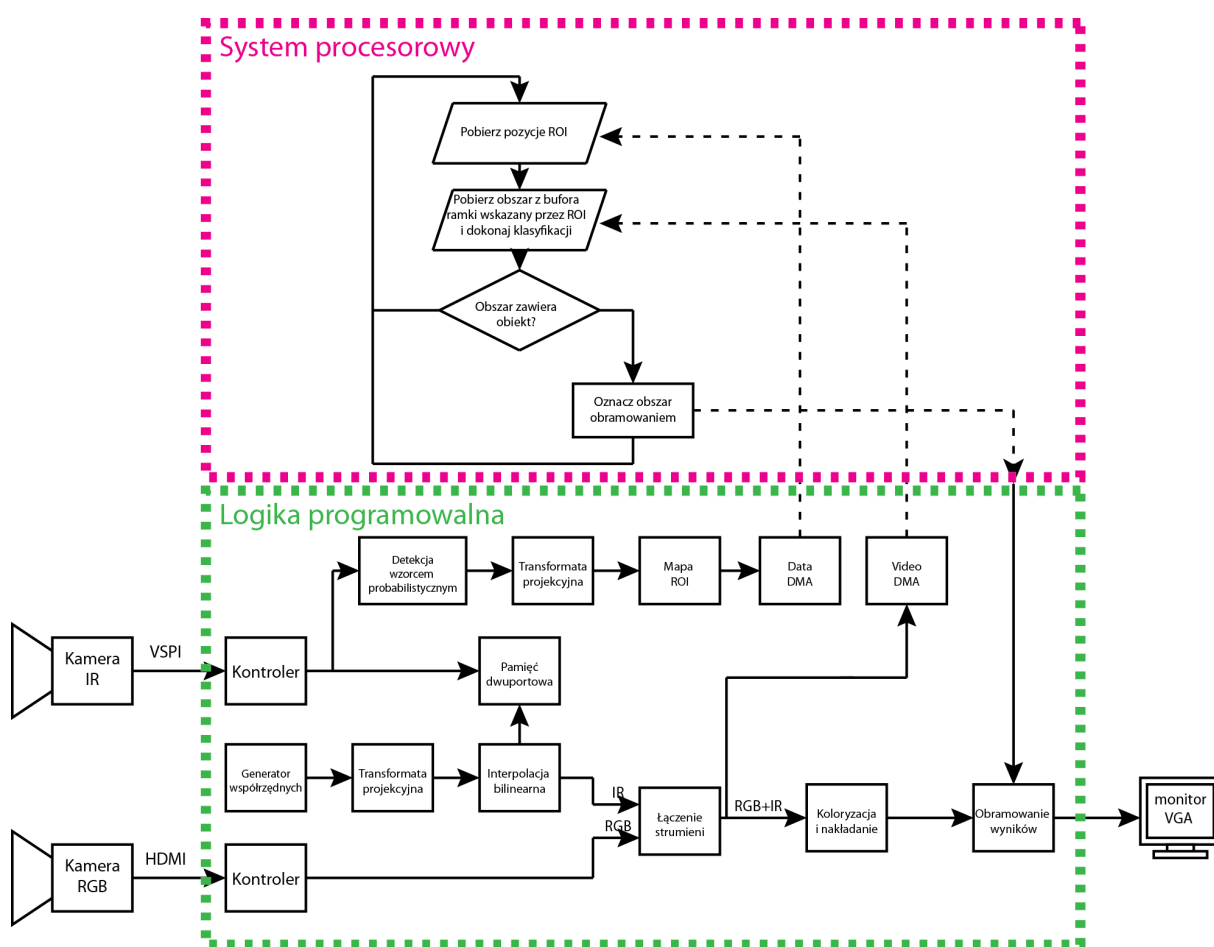 System procesorowy
Pobierz pozycje ROI
Pobierz obszar z bufora
ramki wskazany przez ROI
i dokonaj klasyfikacji
Obszar zawiera
obiekt?
Oznacz obszar
obramowaniem
Logika programowalna
Detekcja
wzorcem
probabilistycznym
Transformata
projekcyjna
Mapa
ROI
Data
DMA
Video
DMA
Kamera
IR
VSPI
Kontroler
Pamięć
dwuportowa
Generator
współrzędnych
Transformata
projekcyjna
Interpolacja
bilinearna
IR
RGB
Łączenie
strumieni
RGB+IR
Koloryzacja
i nakładanie
Obramowanie
wyników
monitor
VGA
Kamera
RGB
HDMI
Kontroler